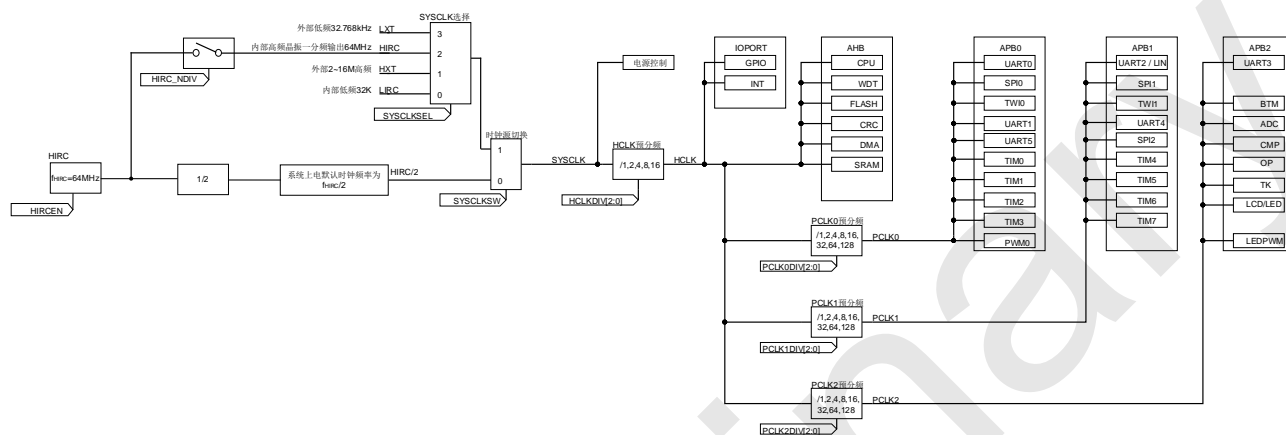 SYSCLK选择
外部低频32.768kHz LXT
3
内部高频晶振一分频输出64MHz HIRC
2
外部2~16M高频 HXT
1
内部低频32K LIRC
0
HIRC_NDIV
SYSCLKSEL
时钟源切换
1
0
SYSCLKSW
HIRC
fHIRC=64MHz
HIRCEN
1/2
系统上电默认时钟频率为
fHIRC/2
HIRC/2
SYSCLK
电源控制
HCLK预分频
/1,2,4,8,16
HCLKDIV[2:0]
HCLK
IOPORT
GPIO
INT
AHB
CPU
WDT
FLASH
CRC
DMA
SRAM
PCLK0预分频
/1,2,4,8,16,
32,64,128
PCLK0
PCLK0DIV[2:0]
PCLK1预分频
/1,2,4,8,16,
32,64,128
PCLK1
PCLK1DIV[2:0]
PCLK2预分频
/1,2,4,8,16,
32,64,128
PCLK2
PCLK2DIV[2:0]
APB0
UART0
SPI0
TWI0
UART1
UART5
TIM0
TIM1
TIM2
TIM3
PWM0
APB1
UART2 / LIN
SPI1
TWI1
UART4
SPI2
TIM4
TIM5
TIM6
TIM7
APB2
UART3
BTM
ADC
CMP
OP
TK
LCD/LED
LEDPWM
inary